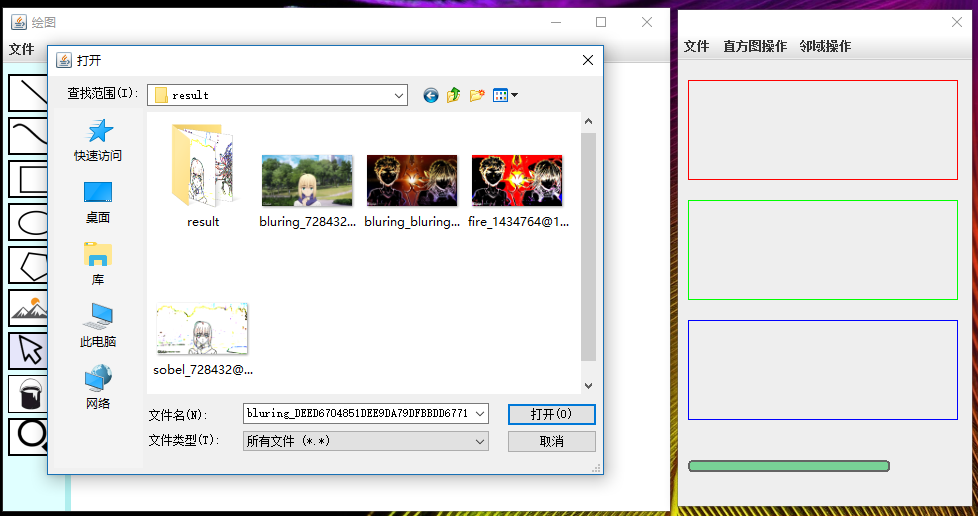 绘图
文件
打开
查找范围(I):
result
快速访问
桌面
库
此电脑
网络
result
bluring_728432...
bluring_bluring...
fire_1434764@1...
sobel_728432@...
文件名(N):
bluring_DEED6704851DEE9DA79DFBBDD6771
打开(O)
文件类型(T):
所有文件 (*.*)
取消
文件 直方图操作 邻域操作